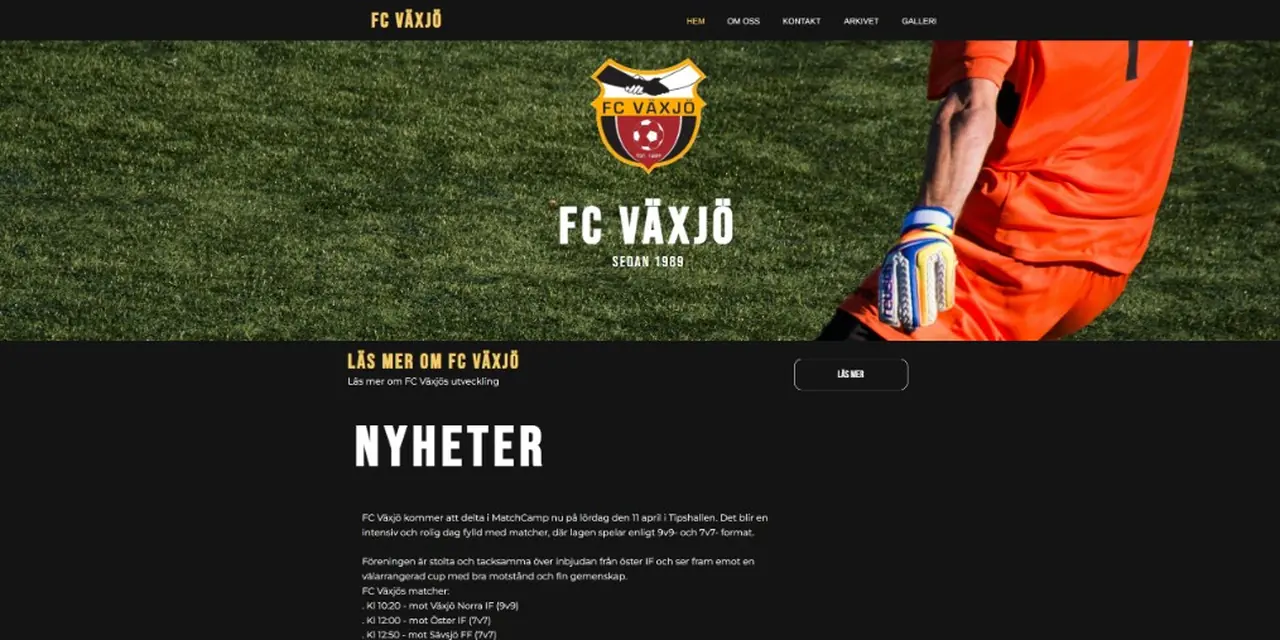 FC VÄXJÖ
HEM OM OSS KONTAKT ARKIVET GALLERI
FC VÄXJÖ
EST. 1989
FC VÄXJÖ
SEDAN 1989
LÄS MER OM FC VÄXJÖ
Läs mer om FC Växjös utveckling
LÄS MER
NYHETER
FC Växjö kommer att delta i MatchCamp nu på lördag den 11 april i Tipshallen. Det blir en
intensiv och rolig dag fylld med matcher, där lagen spelar enligt 9v9- och 7v7- format.
Föreningen är stolta och tacksamma över inbjudan från öster IF och ser fram emot en
välarrangerad cup med bra motstånd och fin gemenskap.
FC Växjös matcher:
. Kl 10:20 - mot Växjö Norra IF (9v9)
. Kl 12:00 - mot Öster IF (7v7)
. Kl 12:50 - mot Sävsjö FF (7v7)